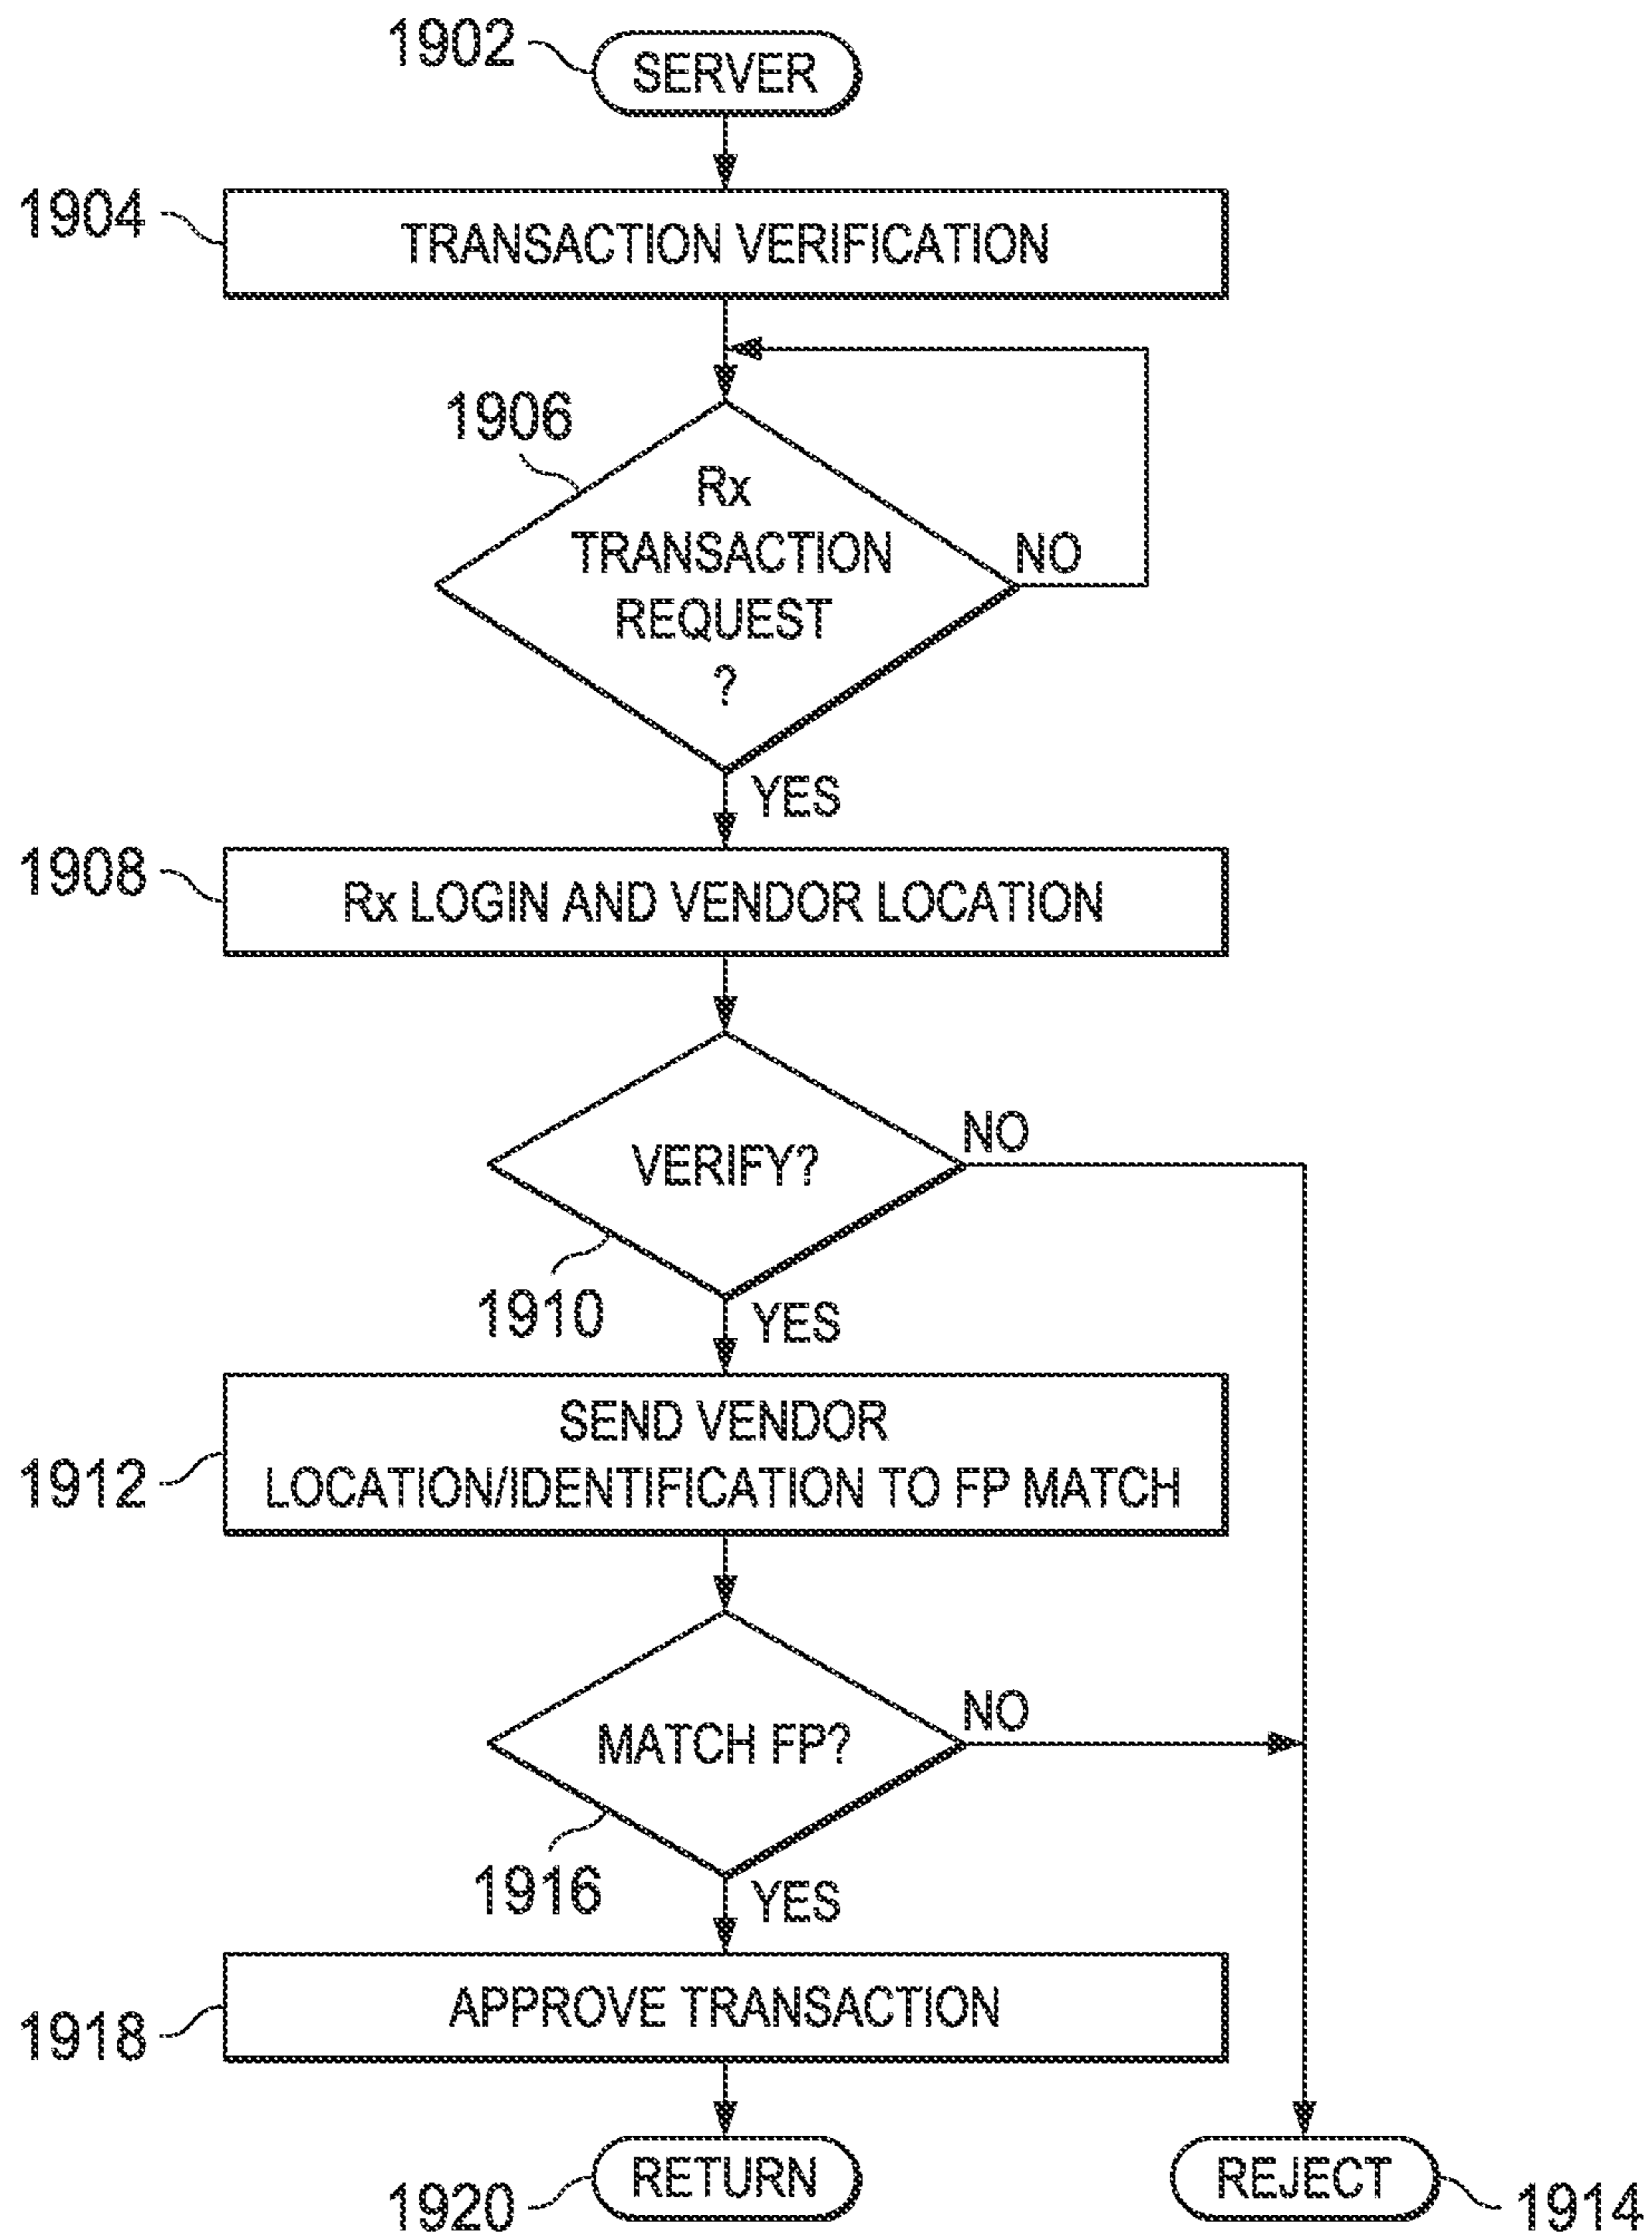 1902
SERVER
1904
TRANSACTION VERIFICATION
1906
Rx
TRANSACTION
REQUEST
?
NO
YES
1908
Rx LOGIN AND VENDOR LOCATION
VERIFY?
NO
1910
YES
1912
SEND VENDOR
LOCATION/IDENTIFICATION TO FP MATCH
MATCH FP?
NO
1916
YES
1918
APPROVE TRANSACTION
1920
RETURN
REJECT
1914